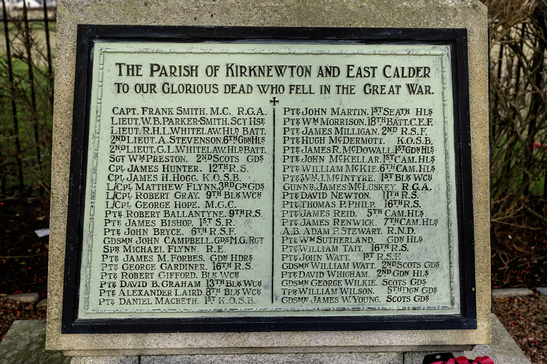 THE PARISH OF KIRKNEWTON AND EAST CALDER
TO OUR GLORIOUS DEAD WHO FELL IN THE GREAT WAR.
CAPT. FRANK SMITH. M.C. R.G.A.
LIEUT. W.B. PARKER-SMITH. SCT HSE
LIEUT. R.H.L. WHITELAW. HLD BATT.
2ND LIEUT. A. STEVENSON. 6TH GDN HLS
2ND LIEUT. G.L. WHITELAW. HLD BATT.
SGT WM PRESTON. 2ND SCOTS GDS
CPL JAMES HUNTER. 12TH R.S.
CPL JAMES H. HOGG. K.O.S.B.
L/CPL MATTHEW FLYNN. 3RD GN GDS
L/CPL ROBERT GRAY. 9TH BLK WCH
L/CPL GEORGE HOWE. M.G.C.
PTE ROBERT BALLANTYNE. 9TH R.S.
PTE JAMES BISHOP. 1ST S.R.
PTE JOHN BRYCE. 6TH R.S.F.
GDSMN JOHN CAMPBELL. GDS M.G. RGT
SPR MICHAEL FLYNN. R.E.
PTE JAMES M. FORBES. GDN HDRS
PTE GEORGE GARDINER. 16TH R.S.
PTE ROBERT GIFFORD. BLK WCH
PTE DAVID B. GRAHAM 13TH BLK WCH
PTE ALEXANDER LAIRD. 8TH BLK WCH
PTE DANIEL MACBETH. 1ST K.O.S.B.
PTE JOHN MARTIN. 1ST SEATH HLS
PTE WM MORRISON. 18TH BATT. C.E.F.
PTE JAMES MILLIGAN. 2ND R.S.F.
PTE HUGH MCDERMOTT. K.O.S.B.
PTE JAMES R. MCDOWALL. 1ST GDN HLS
PTE JOHN MCKELLAR. 1ST CAM. HLS
PTE WILLIAM MCKIE. 6TH CAM. HLS
PTE WM MCINTYRE. 1ST BLK WCH
GUNNR JAMES MCLUSKEY. R.G.A.
PTE DAVID NEWTON. 11TH R.S.
PTE THOMAS P. PHILP. 16TH R.S.
PTE JAMES REID. 5TH CAM. HLS
PTE JAMES RENWICK. 7TH CAM. HLS
A.B. ADAM P. STEWART. R.N.D.
PTE WM SUTHERLAND. GDN HLS
PTE WILLIAM TAIT. 16TH R.S.
PTE JOHN WATT. 1ST R.S.F.
GDSMN WILLIAM WATT. 2ND SCOTS GDS
PTE DAVID WHIGHAM. 2ND GDN HLS
GDSMN GEORGE WILKIE. SCOTS GDS
TPR WILLIAM WILSON. 5TH DGN GDS
GDSMN JAMES W. YOUNG. SCOTS GDS